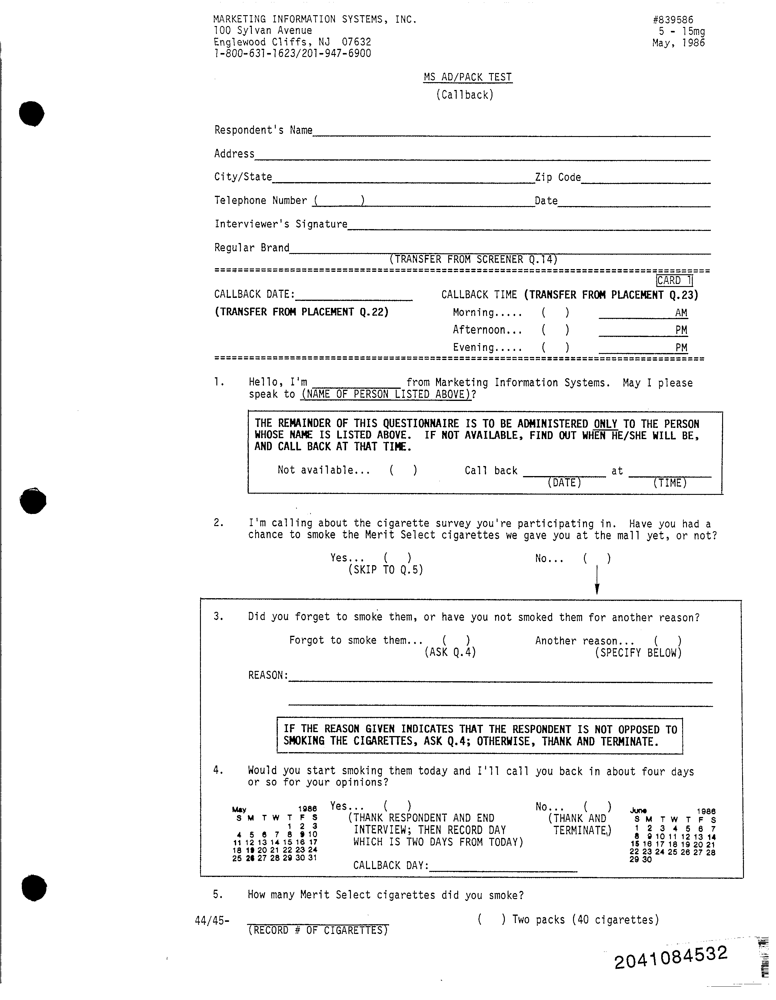 MARKETING INFORMATION SYSTEMS, INC. #839586
100 Sylvan Avenue 5 - 15mg
Englewood Cliffs, NJ 07632 May, 1986
1-800-631-1623/201-947-6900
MS AD/PACK TEST
(Callback)
Respondent's Name
Address
City/State Zip Code
Telephone Number ( ) Date
Interviewer's Signature
Regular Brand
(TRANSFER FROM SCREENER Q.14)
CARD 1
CALLBACK DATE: CALLBACK TIME (TRANSFER FROM PLACEMENT Q.23)
(TRANSFER FROM PLACEMENT Q.22) Morning..... ( ) AM
Afternoon... ( ) PM
Evening..... ( ) PM
1. Hello, I'm from Marketing Information Systems. May I please
speak to (NAME OF PERSON LISTED ABOVE)?
THE REMAINDER OF THIS QUESTIONNAIRE IS TO BE ADMINISTERED ONLY TO THE PERSON
WHOSE NAME IS LISTED ABOVE. IF NOT AVAILABLE, FIND OUT WHEN HE/SHE WILL BE,
AND CALL BACK AT THAT TIME.
Not available... ( ) Call back at
(DATE) (TIME)
2. I'm calling about the cigarette survey you're participating in. Have you had a
chance to smoke the Merit Select cigarettes we gave you at the mall yet, or not?
Yes... ( ) No... ( )
(SKIP TO Q.5)
3. Did you forget to smoke them, or have you not smoked them for another reason?
Forgot to smoke them... ( ) Another reason... ( )
(ASK Q.4) (SPECIFY BELOW)
REASON:
IF THE REASON GIVEN INDICATES THAT THE RESPONDENT IS NOT OPPOSED TO
SMOKING THE CIGARETTES, ASK Q.4; OTHERWISE, THANK AND TERMINATE.
4. Would you start smoking them today and I'll call you back in about four days
or so for your opinions?
Yes... ( ) No... ( )
(THANK RESPONDENT AND END (THANK AND
INTERVIEW; THEN RECORD DAY TERMINATE)
WHICH IS TWO DAYS FROM TODAY)
CALLBACK DAY:
May 1986
S M T W T F S
1 2 3
4 5 6 7 8 9 10
11 12 13 14 15 16 17
18 19 20 21 22 23 24
25 26 27 28 29 30 31
June 1986
S M T W T F S
1 2 3 4 5 6 7
8 9 10 11 12 13 14
15 16 17 18 19 20 21
22 23 24 25 26 27 28
29 30
5. How many Merit Select cigarettes did you smoke?
44/45- ( ) Two packs (40 cigarettes)
(RECORD # OF CIGARETTES)
2041084532